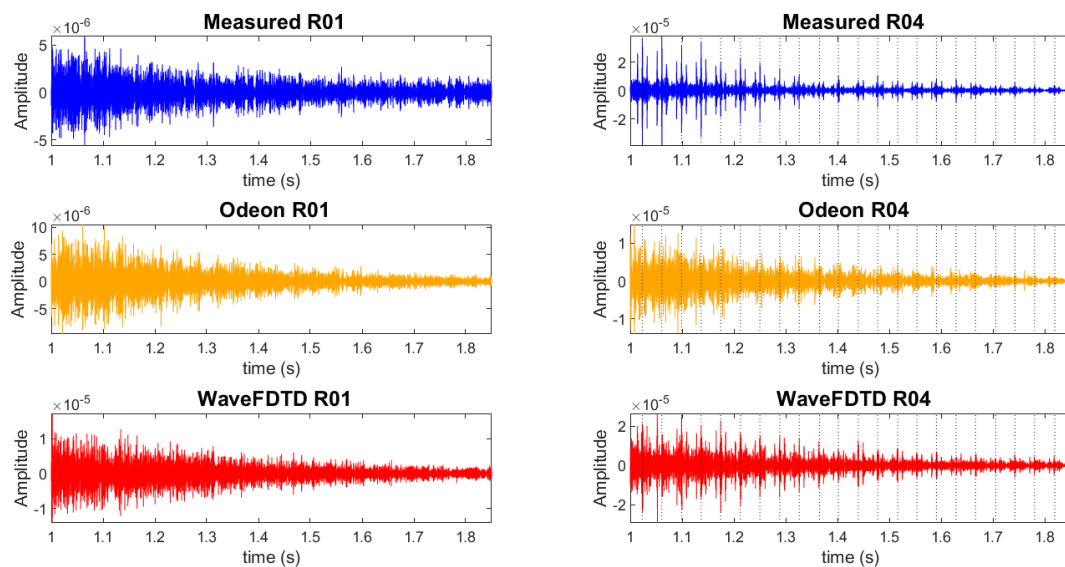 Measured R01
×10⁻⁶
Amplitude
5
0
-5
1 1.1 1.2 1.3 1.4 1.5 1.6 1.7 1.8
time (s)
Measured R04
×10⁻⁵
Amplitude
2
0
-2
1 1.1 1.2 1.3 1.4 1.5 1.6 1.7 1.8
time (s)
Odeon R01
×10⁻⁶
Amplitude
10
5
0
-5
1 1.1 1.2 1.3 1.4 1.5 1.6 1.7 1.8
time (s)
Odeon R04
×10⁻⁵
Amplitude
1
0
-1
1 1.1 1.2 1.3 1.4 1.5 1.6 1.7 1.8
time (s)
WaveFDTD R01
×10⁻⁵
Amplitude
1
0
-1
1 1.1 1.2 1.3 1.4 1.5 1.6 1.7 1.8
time (s)
WaveFDTD R04
×10⁻⁵
Amplitude
2
0
-2
1 1.1 1.2 1.3 1.4 1.5 1.6 1.7 1.8
time (s)